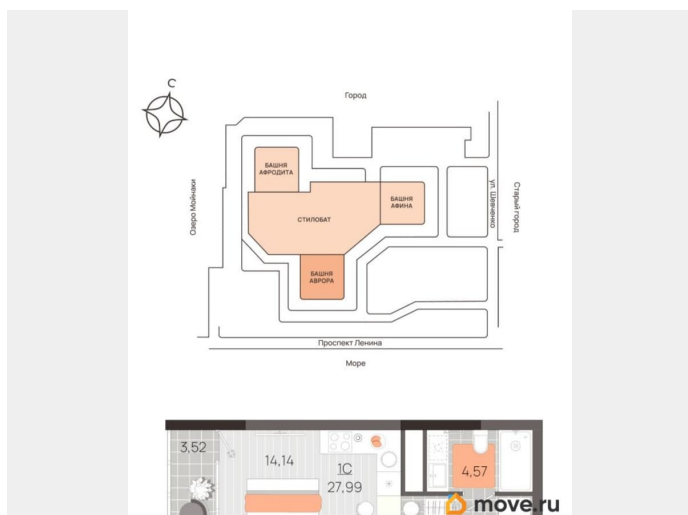 С
Город
БАШНЯ
АФРОДИТА
БАШНЯ
АФИНА
СТИЛОБАТ
БАШНЯ
АВРОРА
Озеро Мойнаки
ул. Шевченко
Старый город
Проспект Ленина
Море
3,52
14,14
1С
27,99
4,57
move.ru